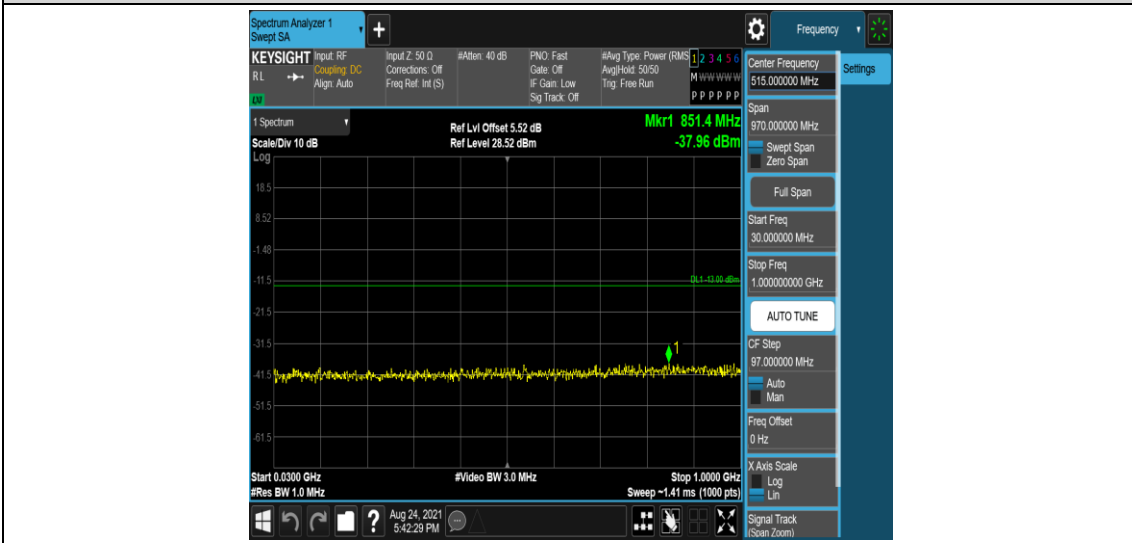 Spectrum Analyzer 1
Swept SA
+
Frequency
KEYSIGHT
RL
LXI
Input: RF
Coupling: DC
Align: Auto
Input Z: 50 Ω
Corrections: Off
Freq Ref: Int (S)
#Atten: 40 dB
PNO: Fast
Gate: Off
IF Gain: Low
Sig Track: Off
#Avg Type: Power (RMS
Avg|Hold: 50/50
Trig: Free Run
1 2 3 4 5 6
M W W W W W
P P P P P P
1 Spectrum
Scale/Div 10 dB
Ref Lvl Offset 5.52 dB
Ref Level 28.52 dBm
Mkr1 851.4 MHz
-37.96 dBm
Log
18.5
8.52
-1.48
-11.5
-21.5
-31.5
-41.5
-51.5
-61.5
DL1 -13.00 dBm
1
Start 0.0300 GHz
#Res BW 1.0 MHz
#Video BW 3.0 MHz
Stop 1.0000 GHz
Sweep ~1.41 ms (1000 pts)
?
Aug 24, 2021
5:42:29 PM
Center Frequency
515.000000 MHz
Settings
Span
970.000000 MHz
Swept Span
Zero Span
Full Span
Start Freq
30.000000 MHz
Stop Freq
1.000000000 GHz
AUTO TUNE
CF Step
97.000000 MHz
Auto
Man
Freq Offset
0 Hz
X Axis Scale
Log
Lin
Signal Track
(Span Zoom)